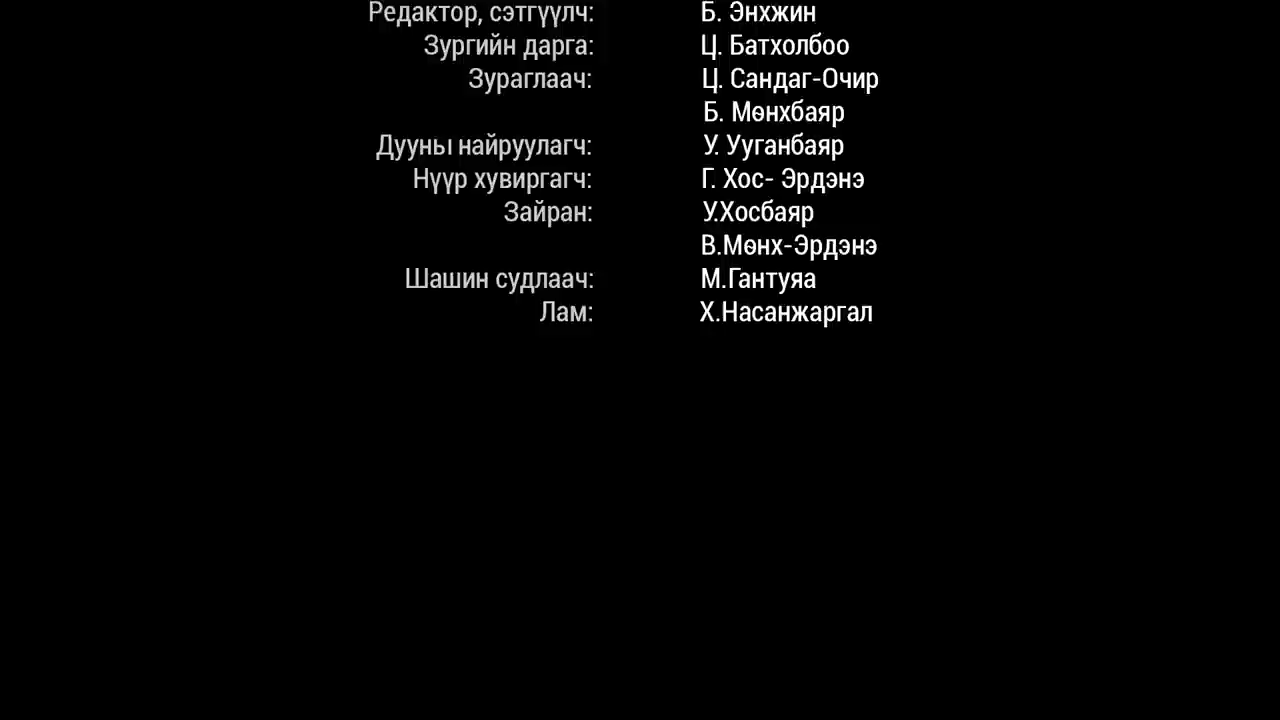 Редактор, сэтгүүлч: Б. Энхжин
Зургийн дарга: Ц. Батхолбоо
Зураглаач: Ц. Сандаг-Очир
Б. Мөнхбаяр
Дууны найруулагч: У. Ууганбаяр
Нүүр хувиргагч: Г. Хос- Эрдэнэ
Зайран: У.Хосбаяр
В.Мөнх-Эрдэнэ
Шашин судлаач: М.Гантуяа
Лам: Х.Насанжаргал